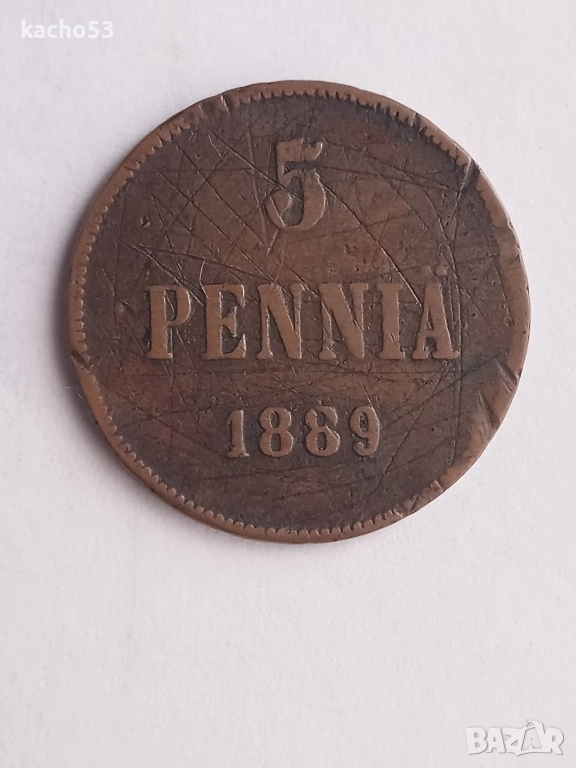 kacho53
5
PENNIÄ
1889
BAZAR